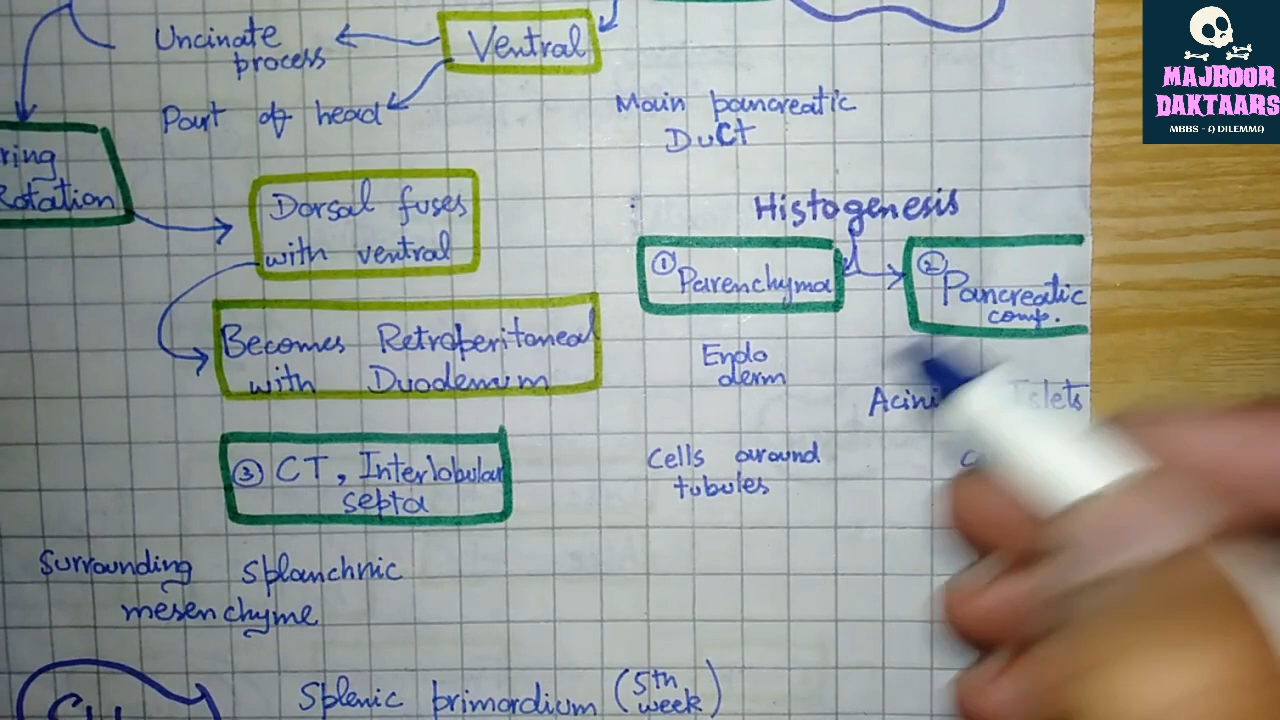 Uncinate
process
Ventral
Part of head
Main pancreatic
Duct
ring
Rotation
Dorsal fuses
with ventral
Histogenesis
① Parenchyma
② Pancreatic
comp.
Becomes Retroperitoneal
with Duodenum
Endo
derm
Acini
Islets
③ CT, Interlobular
septa
Cells around
tubules
Surrounding splanchnic
mesenchyme
Splenic primordium (5th
week)
MAJBOOR
DAKTAARS
MBBS - A DILEMMA